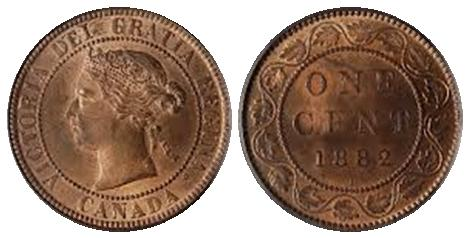 VICTORIA DEI GRATIA REGINA.
CANADA
ONE
CENT
1882